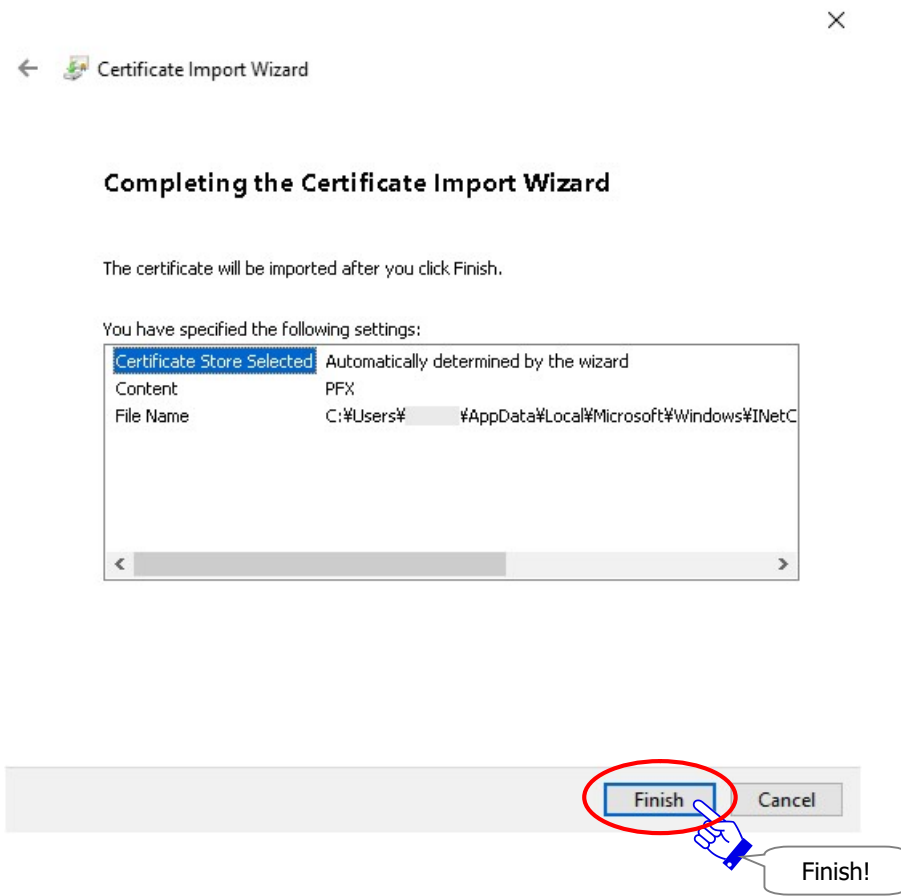 Certificate Import Wizard
Completing the Certificate Import Wizard
The certificate will be imported after you click Finish.
You have specified the following settings:
Certificate Store Selected Automatically determined by the wizard
Content PFX
File Name C:¥Users¥ ¥AppData¥Local¥Microsoft¥Windows¥INetC
Finish Cancel
Finish!